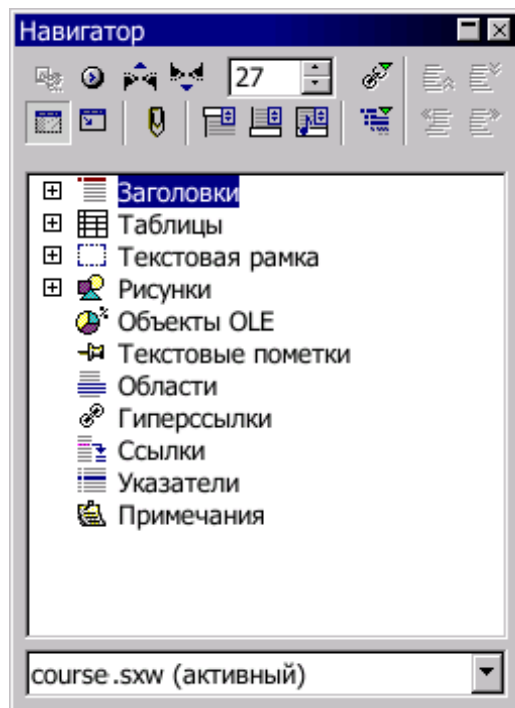 Навигатор
27
Заголовки
Таблицы
Текстовая рамка
Рисунки
Объекты OLE
Текстовые пометки
Области
Гиперссылки
Ссылки
Указатели
Примечания
course.sxw (активный)